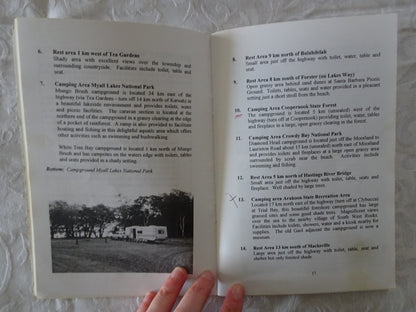 6. Rest area 1 km west of Tea Gardens
Shady area with excellent views over the township and
surrounding countryside. Facilities include toilet, table and
seat.
7. Camping Area Myall Lakes National Park
Mungo Brush campground is located 34 km east of the
highway (via Tea Gardens - turn off 14 km north of Karuah) in
a beautiful lakeside environment and provides toilets, water
and picnic facilities. The caravan section is located at the
northern end of the campground in a grassy clearing at the edge
of a pocket of rainforest. A ramp is also provided to facilitate
boating and fishing in this delightful aquatic area which offers
other activities such as swimming and bushwalking.
White Tree Bay campground is 6 km north of Mungo
Brush and has campsites on the waters edge with toilets, tables
and seats provided in a shady setting.
Bottom: Campground Myall Lakes National Park
8. Rest Area 9 km north of Bulahdelah
Small area just off the highway with toilet, water, table and
seat.
9. Rest Area 8 km north of Forster (on Lakes Way)
Open grassy area behind sand dunes at Santa Barbara Picnic
Ground. Toilets, tables, seats and water provided in a pleasant
setting just a short stroll from the beach.
10. Camping Area Coopernook State Forest
The campground is located 5 km (unsealed) west of the
highway (turn off at Coopernook) providing toilet, water, tables
and fireplace in a large, open grassy clearing in the forest.
11. Camping Area Crowdy Bay National Park
Diamond Head campground is located just off the Moorland to
Laurieton Road about 15 km (unsealed) north east of Moorland
and provides toilets and fireplaces in a large open grassy area
surrounded by scrub near the beach. Activities include
swimming and fishing.
12. Rest Area 5 km north of Hastings River Bridge
Small area just off the highway with toilet, table, seats and
fireplace. Well shaded by large trees.
13. Camping Area Arakoon State Recreation Area
Located 17 km east of the highway (turn off at Clybucca)
at Trial Bay, this beautiful foreshore campground has large
grassed sites and some good shade trees. Magnificent views
over the sea to the nearby village of South West Rocks.
Facilities include toilets, showers, water and a kiosk nearby for
supplies. The old Gaol adjacent the campground is now a
museum.
14. Rest Area 13 km north of Macksville
Large area just off the highway with toilet, table, seat and
shelter but only limited shade.